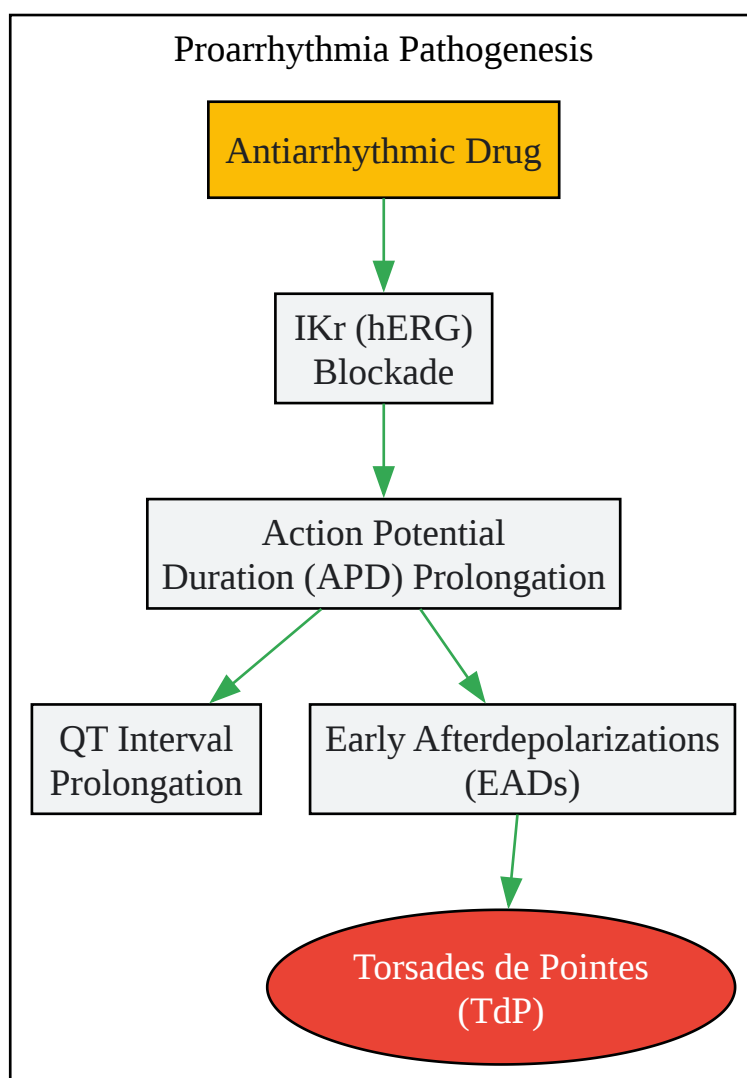 Proarrhythmia Pathogenesis
Antiarrhythmic Drug
IKr (hERG)
Blockade
Action Potential
Duration (APD) Prolongation
QT Interval
Prolongation
Early Afterdepolarizations
(EADs)
Torsades de Pointes
(TdP)